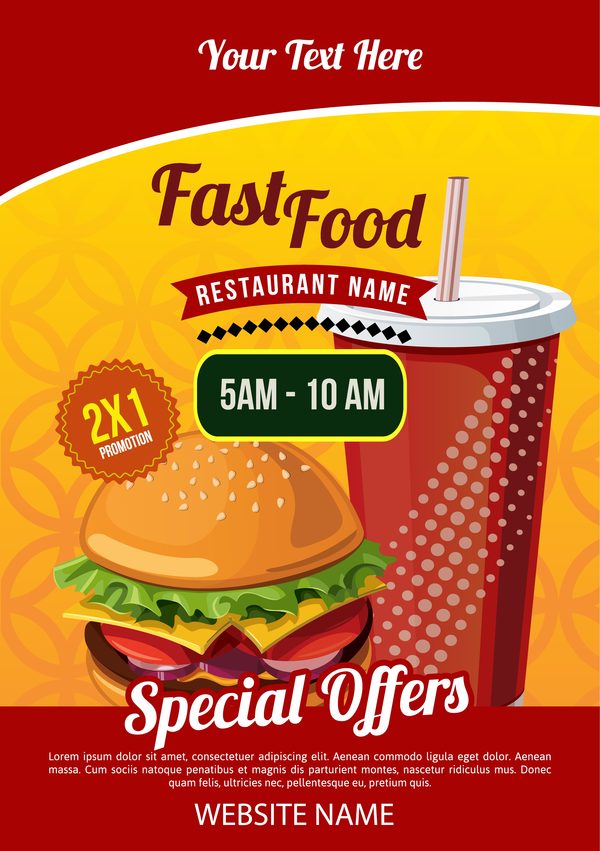 Your Text Here
Fast Food
RESTAURANT NAME
5AM - 10 AM
2X1
PROMOTION
Special Offers
Lorem ipsum dolor sit amet, consectetuer adipiscing elit. Aenean commodo ligula eget dolor. Aenean
massa. Cum sociis natoque penatibus et magnis dis parturient montes, nascetur ridiculus mus. Donec
quam felis, ultricies nec, pellentesque eu, pretium quis.
WEBSITE NAME